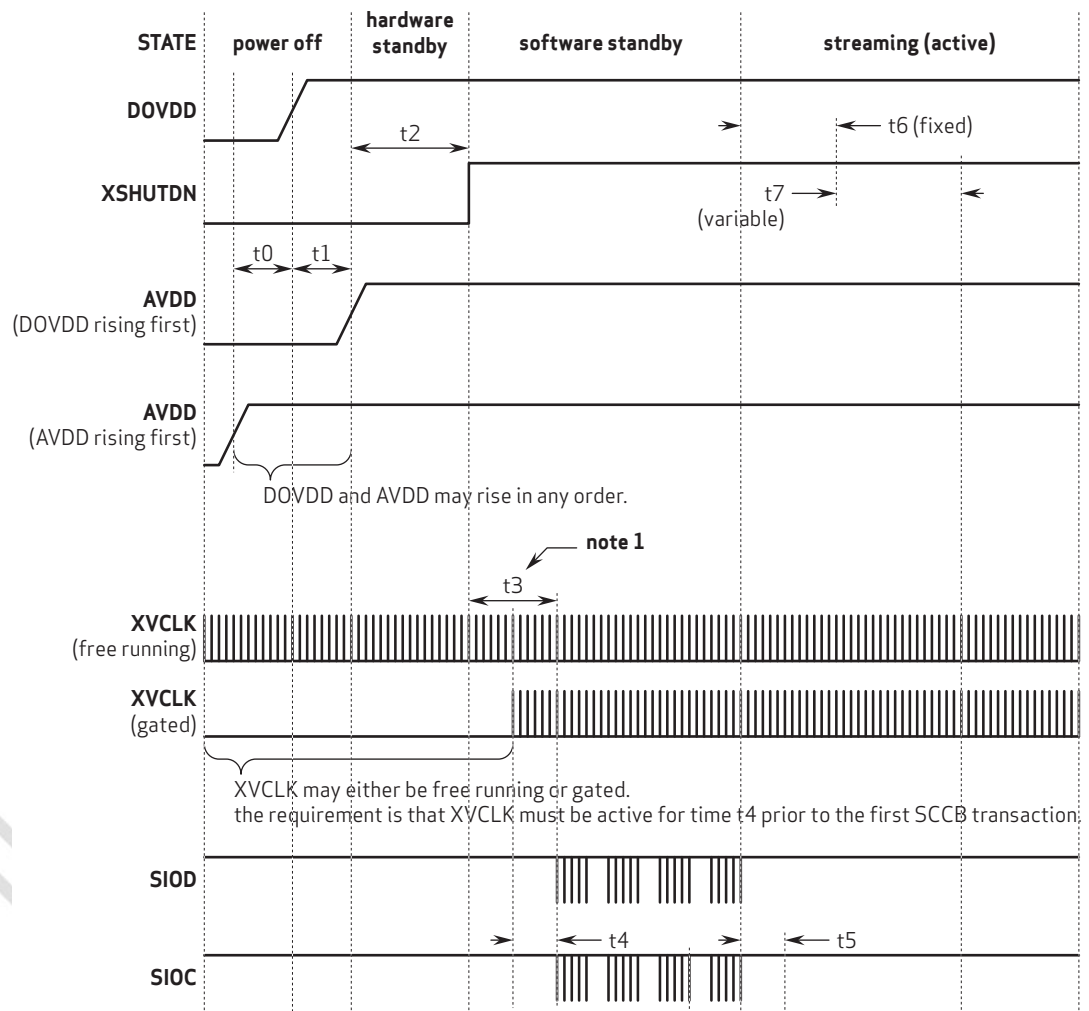 STATE
power off
hardware
standby
software standby
streaming (active)
DOVDD
t6 (fixed)
t2
XSHUTDN
t7
(variable)
t0
t1
AVDD
(DOVDD rising first)
AVDD
(AVDD rising first)
DOVDD and AVDD may rise in any order.
note 1
t3
XVCLK
(free running)
XVCLK
(gated)
XVCLK may either be free running or gated.
the requirement is that XVCLK must be active for time t4 prior to the first SCCB transaction.
SIOD
t4
t5
SIOC